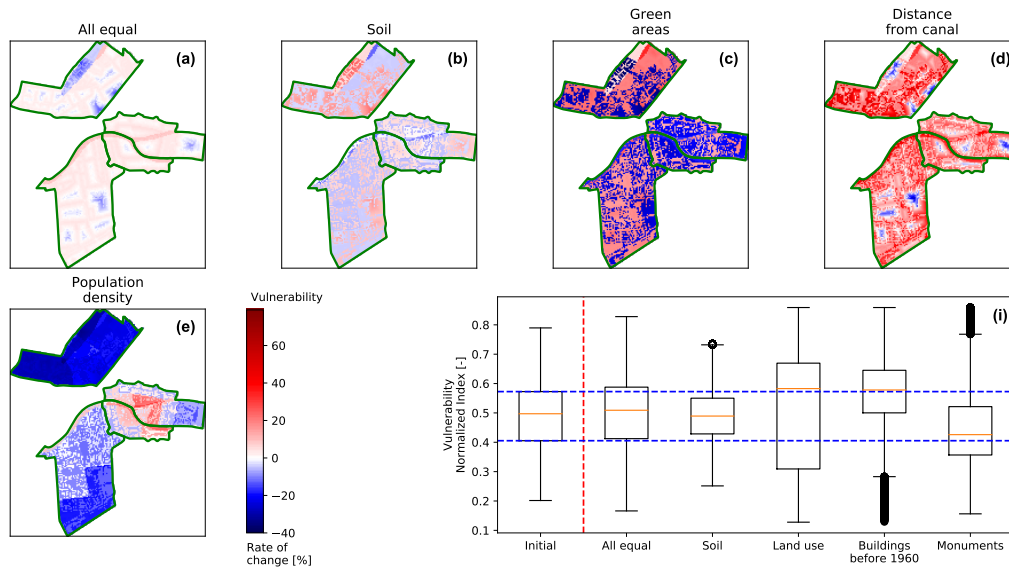 All equal
(a)
Soil
(b)
Green
areas
(c)
Distance
from canal
(d)
Population
density
(e)
Vulnerability
60
40
20
0
−20
−40
Rate of
change [%]
(i)
Vulnerability
Normalized Index [-]
0.8
0.7
0.6
0.5
0.4
0.3
0.2
0.1
Initial
All equal
Soil
Land use
Buildings
before 1960
Monuments